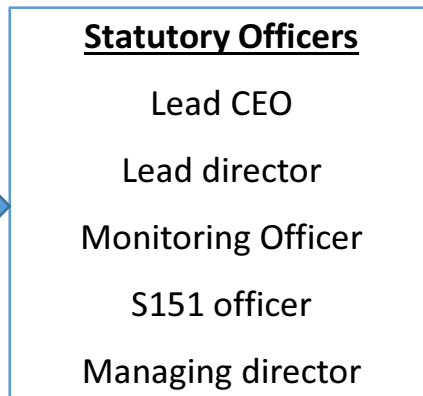 Statutory Officers
Lead CEO
Lead director
Monitoring Officer
S151 officer
Managing director